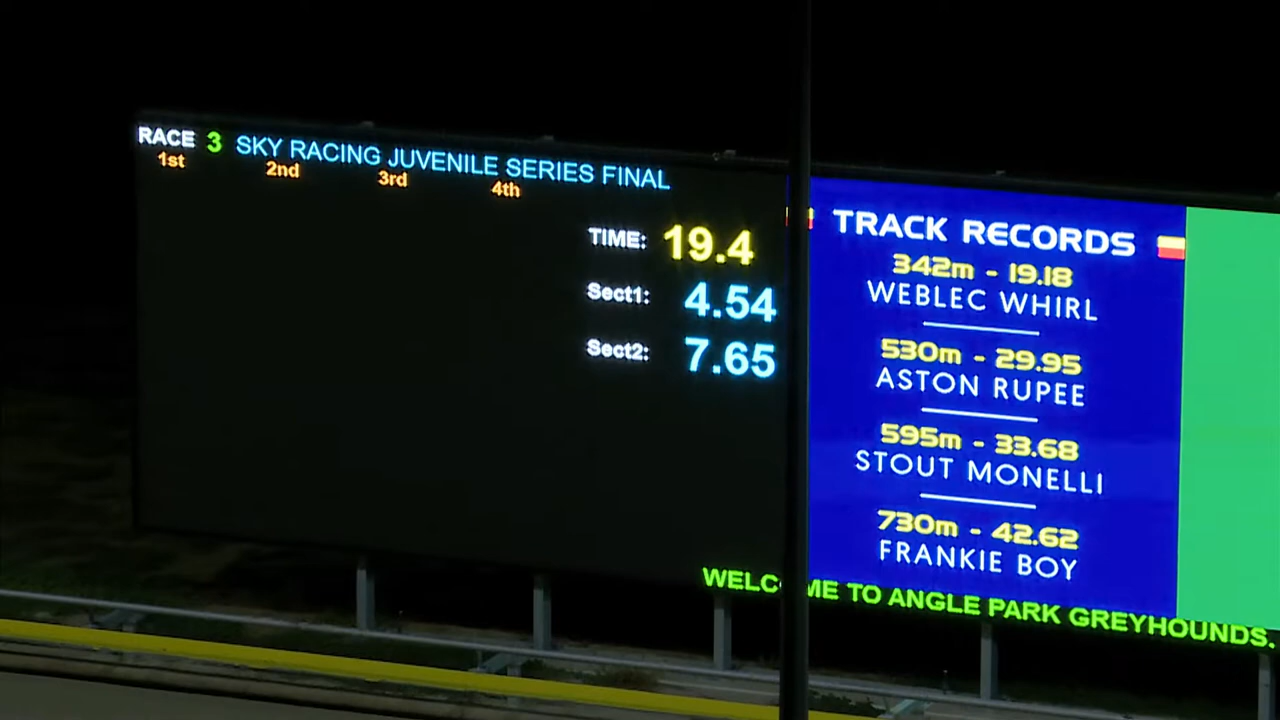 RACE 3 SKY RACING JUVENILE SERIES FINAL
1st 2nd 3rd 4th
TIME: 19.4
Sect1: 4.54
Sect2: 7.65
TRACK RECORDS
342m - 19.18
WEBLEC WHIRL
530m - 29.95
ASTON RUPEE
595m - 33.68
STOUT MONELLI
730m - 42.62
FRANKIE BOY
WELCOME TO ANGLE PARK GREYHOUNDS.